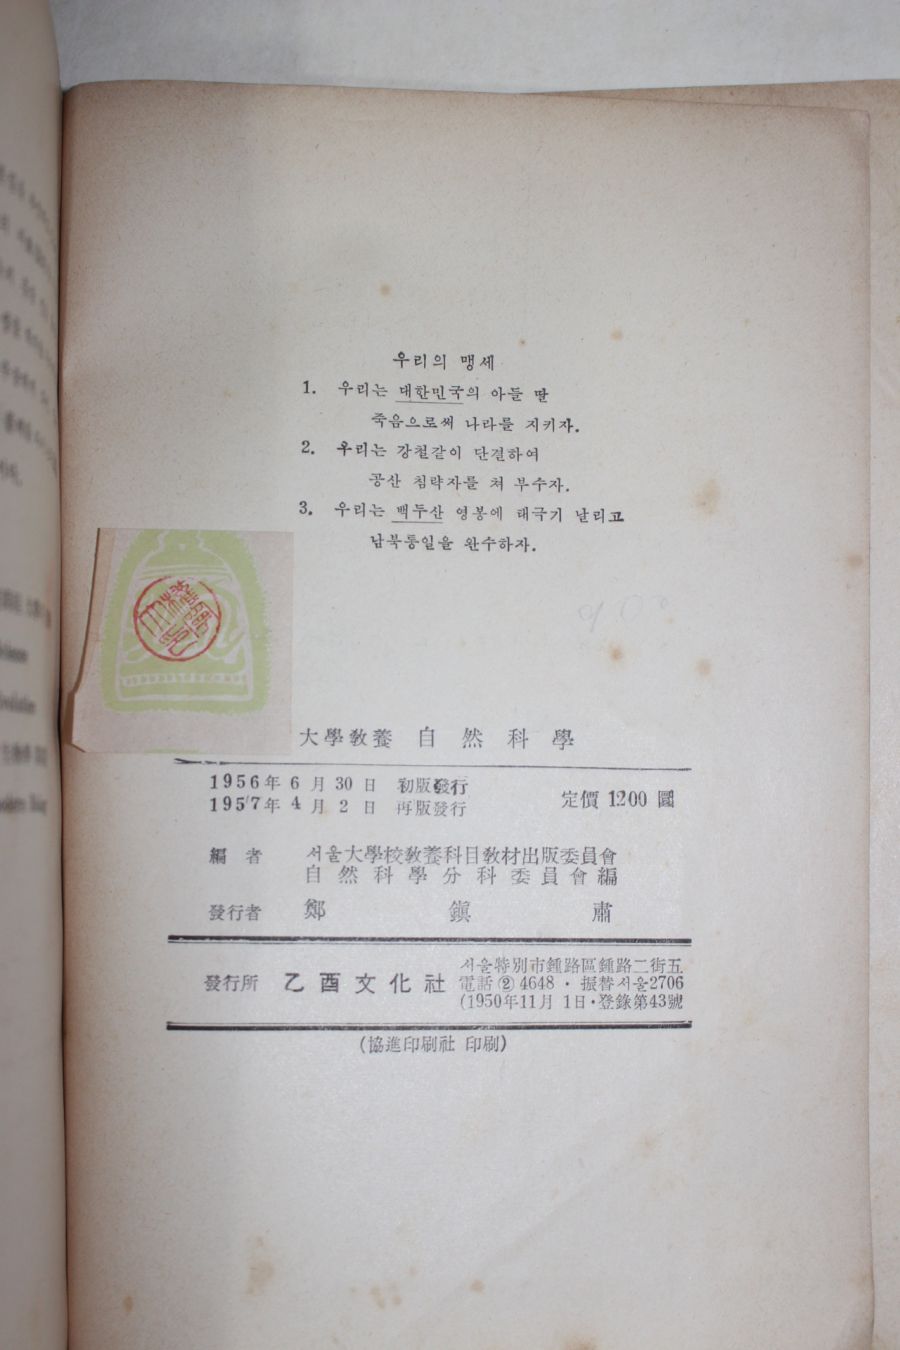 우리의 맹세
1. 우리는 대한민국의 아들 딸
죽음으로써 나라를 지키자.
2. 우리는 강철같이 단결하여
공산 침략자를 쳐 부수자.
3. 우리는 백두산 영봉에 태극기 날리고
남북통일을 완수하자.
大學敎養 自然科學
1956年 6月 30日 初版發行
1957年 4月 2日 再版發行
定價 1200 圜
編者 서울大學校敎養科目敎材出版委員會
自然科學分科委員會編
發行者 鄭鎭肅
發行所 乙酉文化社
서울特別市鍾路區鍾路二街五
電話② 4648 · 振替서울2706
(1950年11月 1日·登錄第43號
(協進印刷社 印刷)